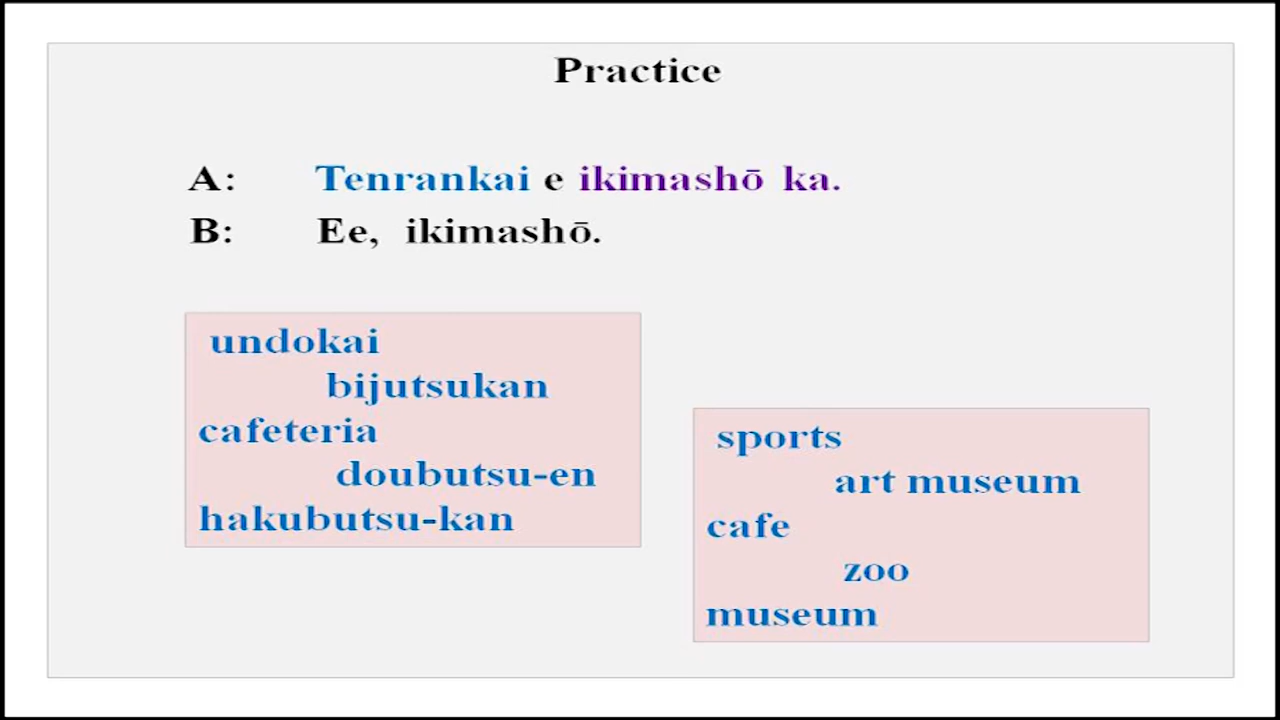 Practice
A: Tenrankai e ikimashō ka.
B: Ee, ikimashō.
undokai
bijutsukan
cafeteria
doubutsu-en
hakubutsu-kan
sports
art museum
cafe
zoo
museum